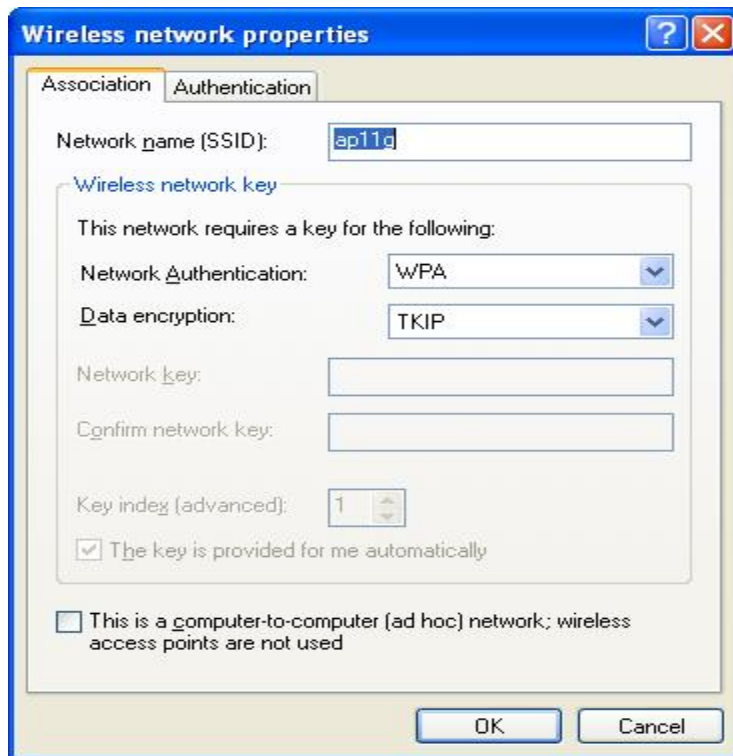 Wireless network properties
Association
Authentication
Network name (SSID):
ap11g
Wireless network key
This network requires a key for the following:
Network Authentication:
WPA
Data encryption:
TKIP
Network key:
Confirm network key:
Key index (advanced):
1
The key is provided for me automatically
This is a computer-to-computer (ad hoc) network; wireless
access points are not used
OK
Cancel